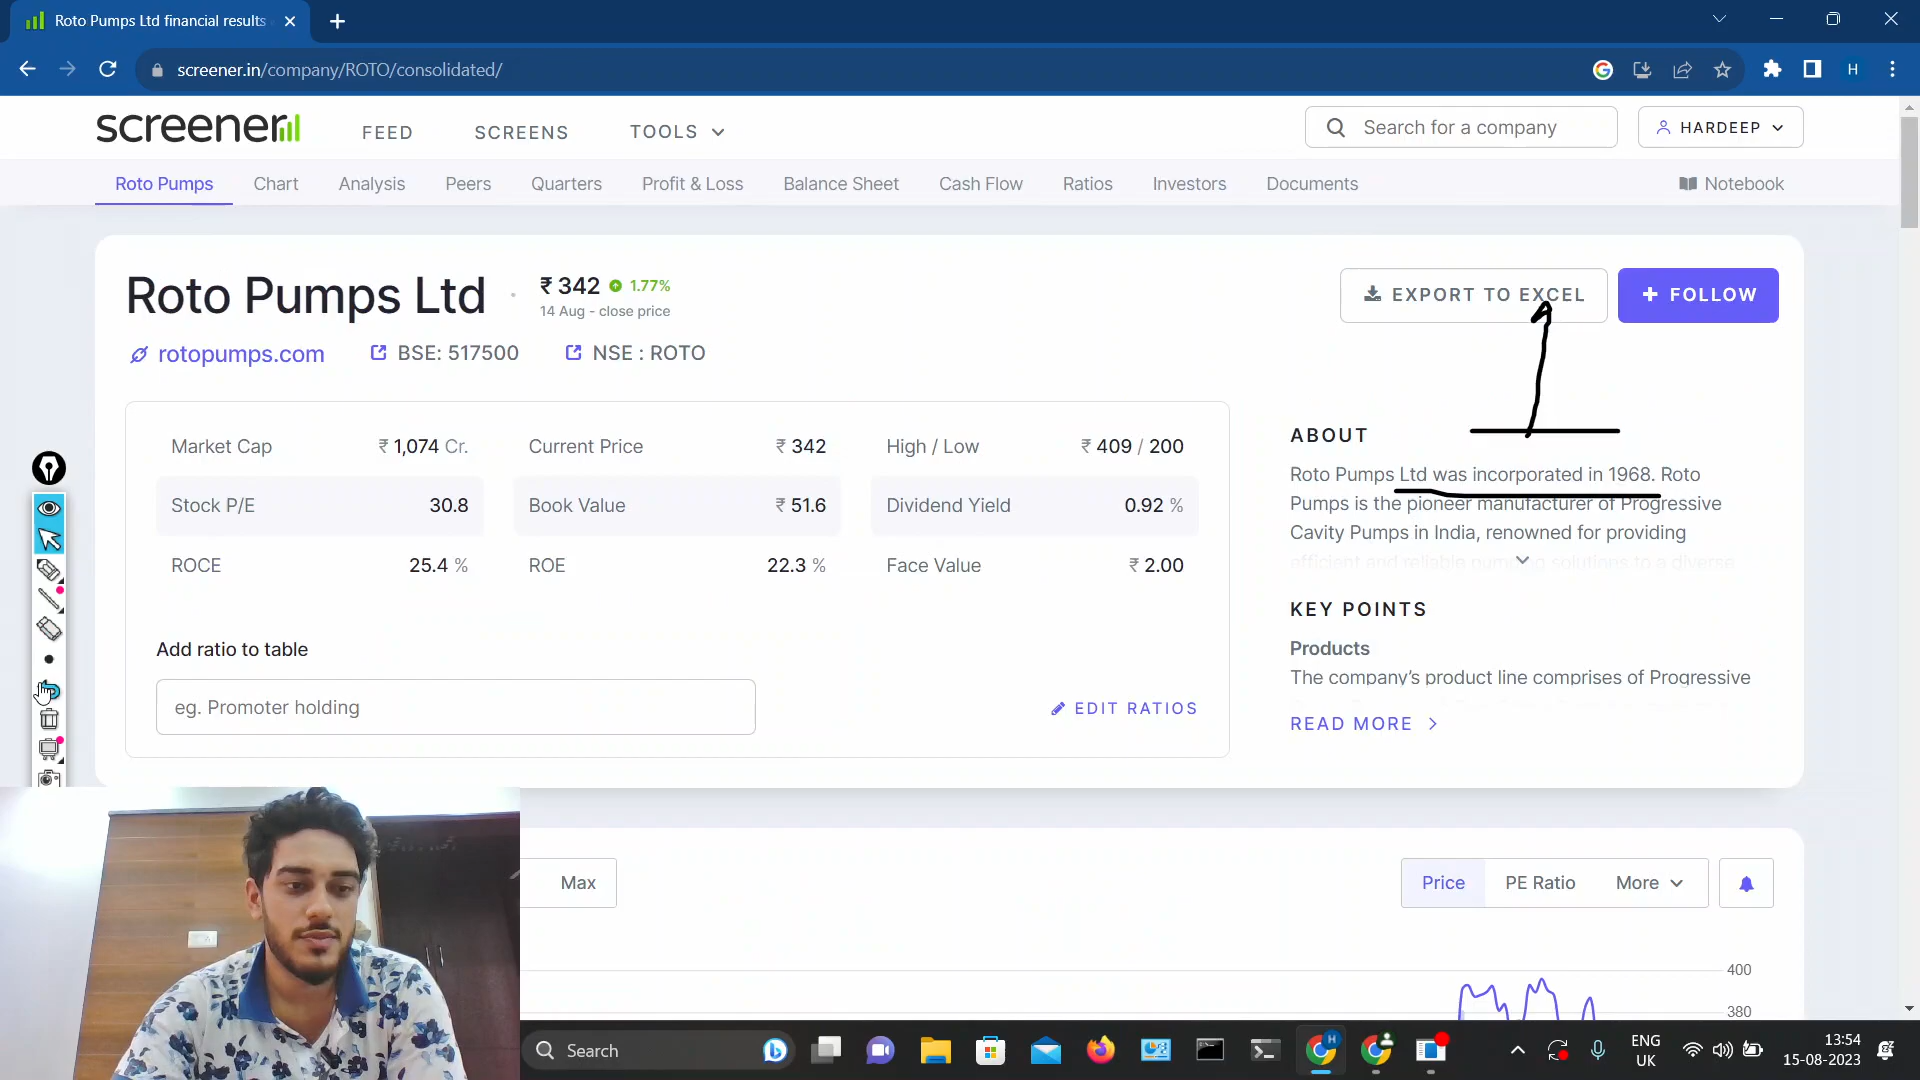 Roto Pumps Ltd financial results
screener.in/company/ROTO/consolidated/
H
screener
FEED
SCREENS
TOOLS
Search for a company
HARDEEP
Roto Pumps
Chart
Analysis
Peers
Quarters
Profit & Loss
Balance Sheet
Cash Flow
Ratios
Investors
Documents
Notebook
Roto Pumps Ltd
₹ 342
1.77%
14 Aug - close price
EXPORT TO EXCEL
FOLLOW
rotopumps.com
BSE: 517500
NSE : ROTO
Market Cap ₹ 1,074 Cr.
Current Price ₹ 342
High / Low ₹ 409 / 200
Stock P/E 30.8
Book Value ₹ 51.6
Dividend Yield 0.92 %
ROCE 25.4 %
ROE 22.3 %
Face Value ₹ 2.00
Add ratio to table
eg. Promoter holding
EDIT RATIOS
ABOUT
Roto Pumps Ltd was incorporated in 1968. Roto
Pumps is the pioneer manufacturer of Progressive
Cavity Pumps in India, renowned for providing
efficient and reliable pumping solutions to a diverse
KEY POINTS
Products
The company's product line comprises of Progressive
READ MORE
Max
Price
PE Ratio
More
400
380
Search
ENG
UK
13:54
15-08-2023